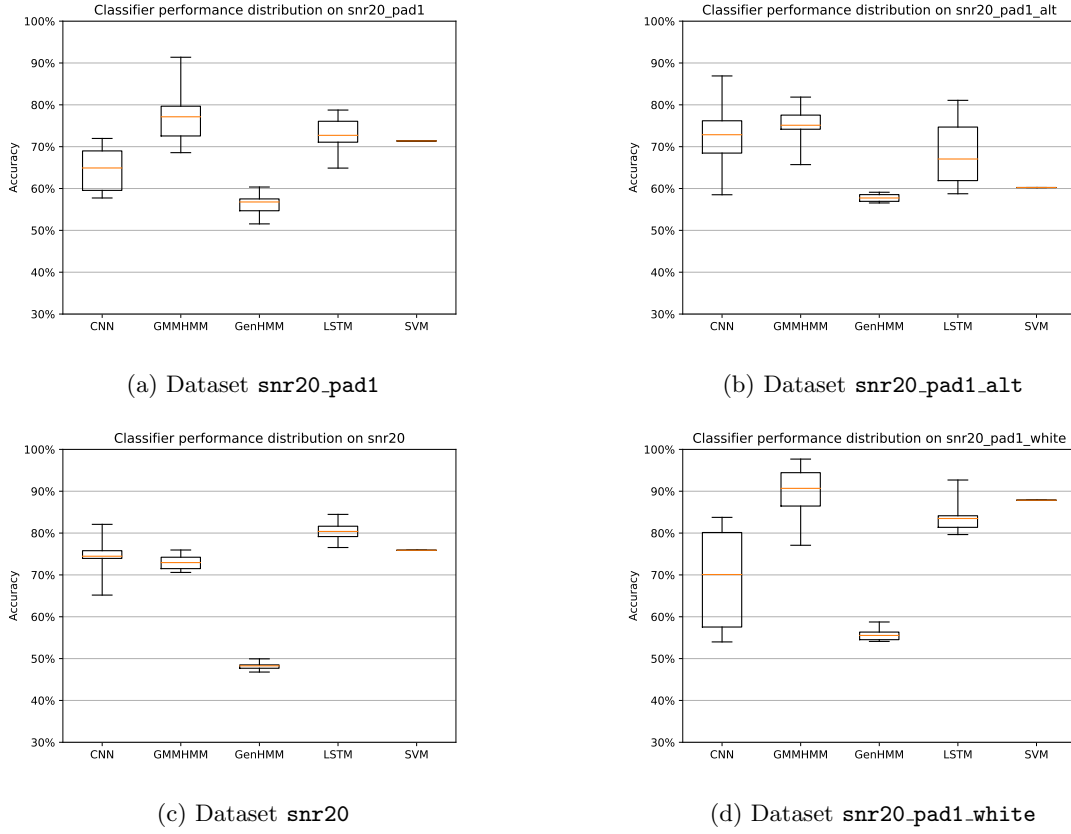 Classifier performance distribution on snr20_pad1
100%
90%
80%
70%
60%
50%
40%
30%
Accuracy
CNN GMMHMM GenHMM LSTM SVM
(a) Dataset snr20_pad1
Classifier performance distribution on snr20_pad1_alt
100%
90%
80%
70%
60%
50%
40%
30%
Accuracy
CNN GMMHMM GenHMM LSTM SVM
(b) Dataset snr20_pad1_alt
Classifier performance distribution on snr20
100%
90%
80%
70%
60%
50%
40%
30%
Accuracy
CNN GMMHMM GenHMM LSTM SVM
(c) Dataset snr20
Classifier performance distribution on snr20_pad1_white
100%
90%
80%
70%
60%
50%
40%
30%
Accuracy
CNN GMMHMM GenHMM LSTM SVM
(d) Dataset snr20_pad1_white